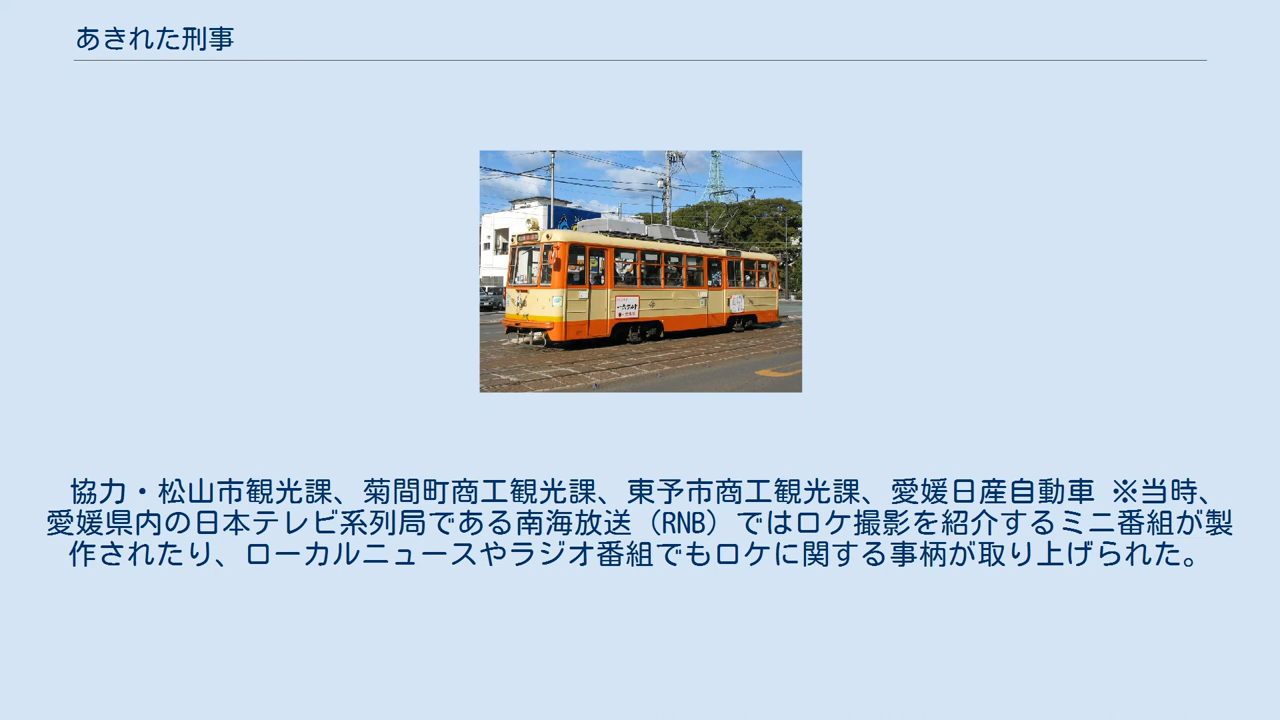 あきれた刑事
協力・松山市観光課、菊間町商工観光課、東予市商工観光課、愛媛日産自動車 ※当時、
愛媛県内の日本テレビ系列局である南海放送（RNB）ではロケ撮影を紹介するミニ番組が製
作されたり、ローカルニュースやラジオ番組でもロケに関する事柄が取り上げられた。